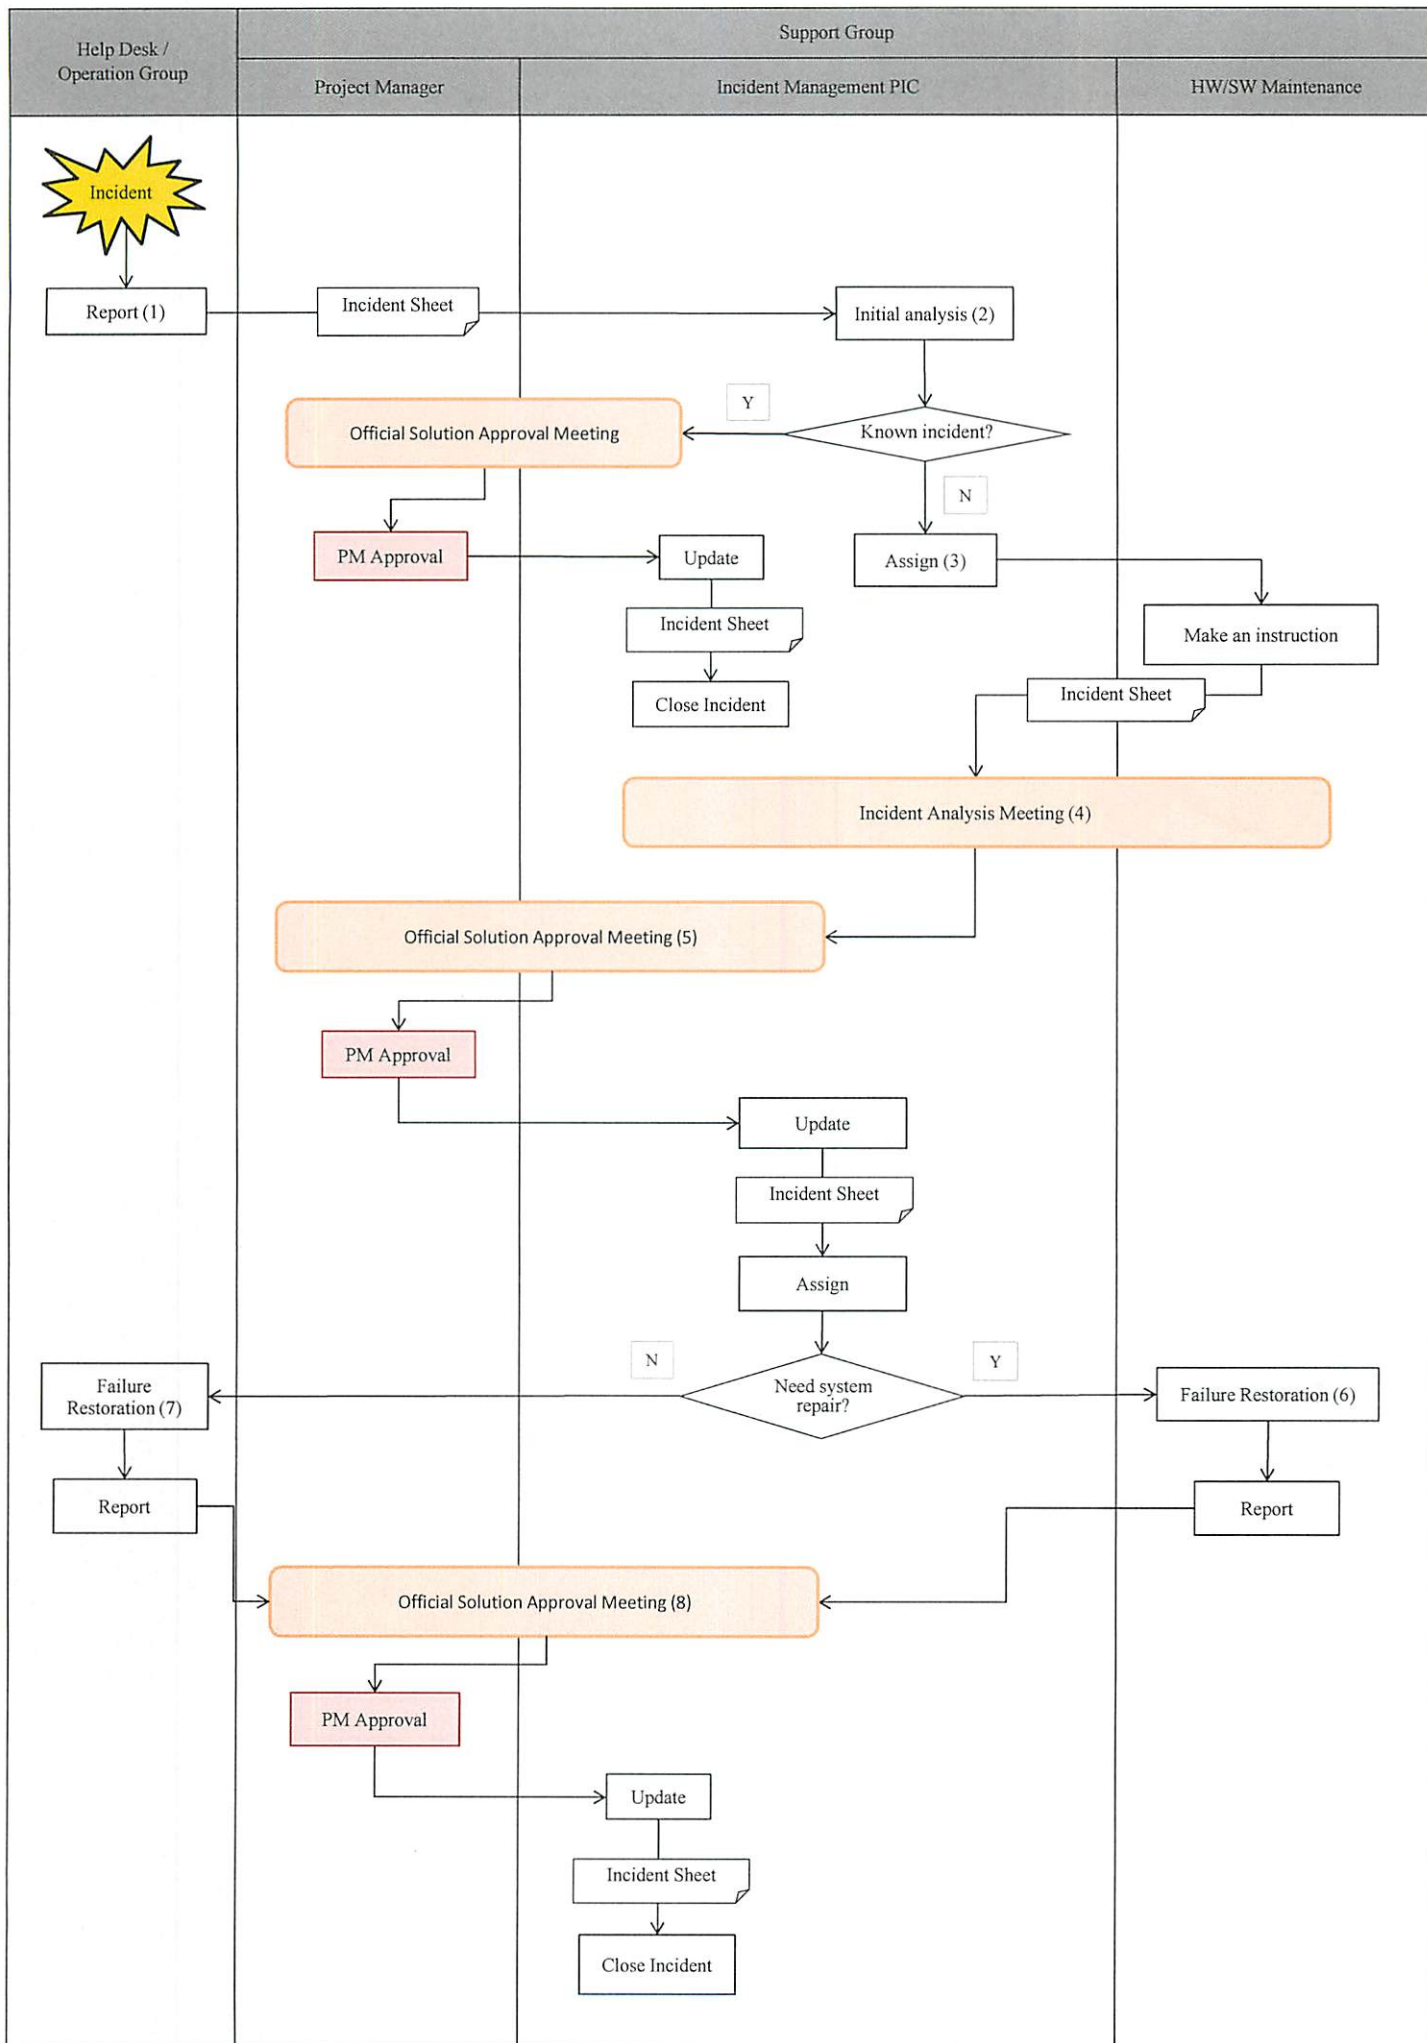 Help Desk /
Operation Group
Support Group
Project Manager
Incident Management PIC
HW/SW Maintenance
Incident
Report (1)
Incident Sheet
Initial analysis (2)
Y
Official Solution Approval Meeting
Known incident?
N
PM Approval
Update
Assign (3)
Incident Sheet
Make an instruction
Close Incident
Incident Sheet
Incident Analysis Meeting (4)
Official Solution Approval Meeting (5)
PM Approval
Update
Incident Sheet
Assign
N
Y
Failure
Restoration (7)
Need system
repair?
Failure Restoration (6)
Report
Report
Official Solution Approval Meeting (8)
PM Approval
Update
Incident Sheet
Close Incident